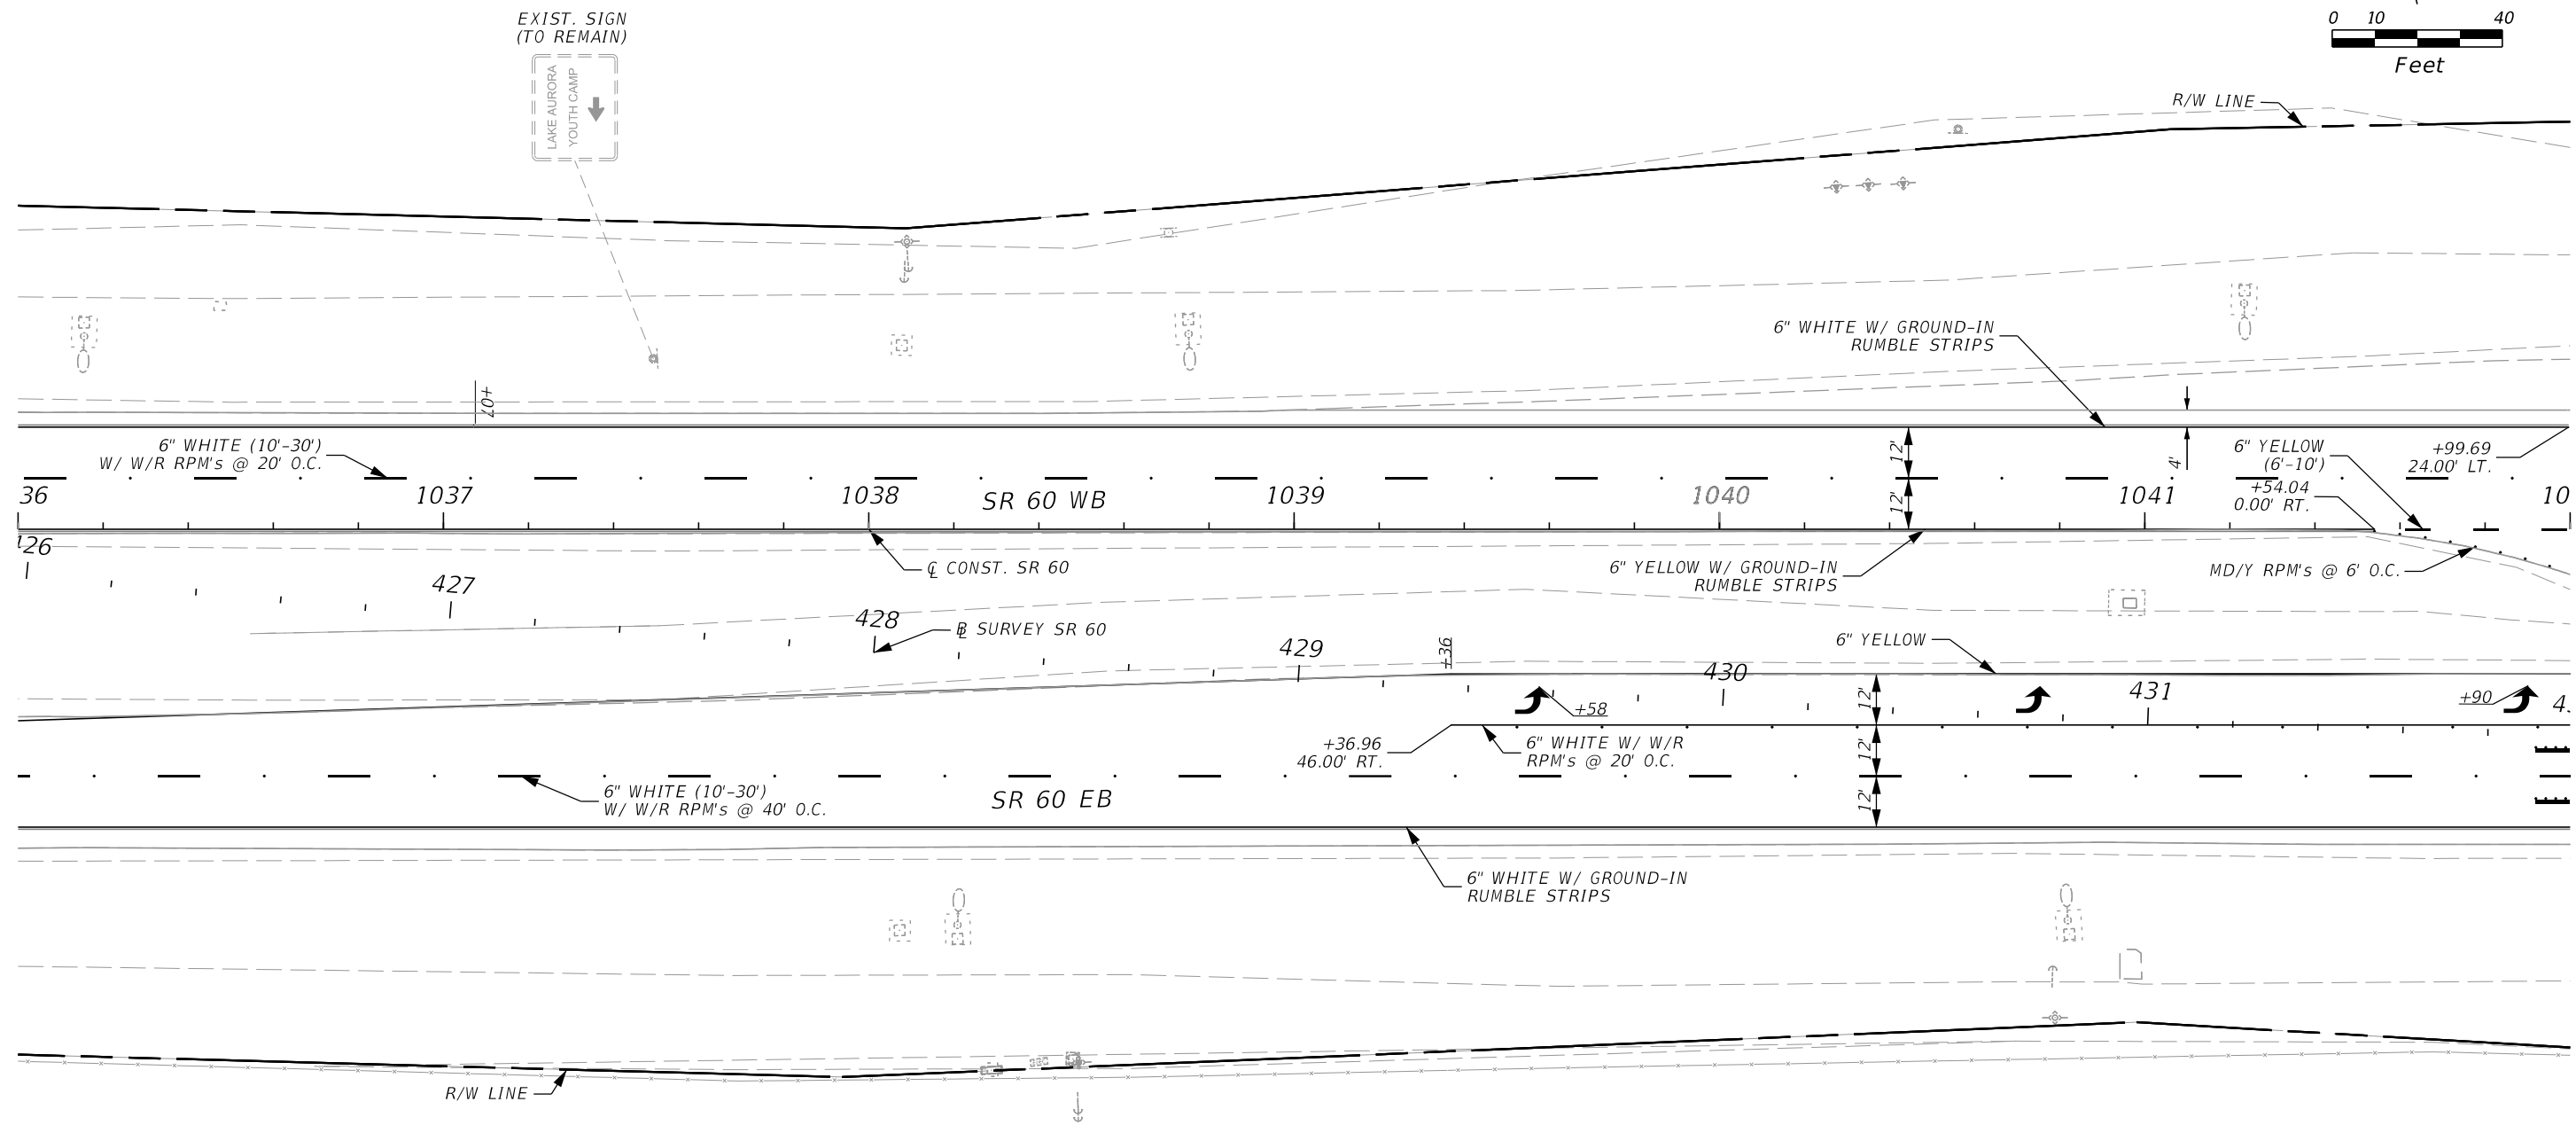 EXIST. SIGN
(TO REMAIN)
LAKE AURORA
YOUTH CAMP
0 10 40
Feet
R/W LINE
6" WHITE W/ GROUND-IN
RUMBLE STRIPS
+07
6" WHITE (10'-30')
W/ W/R RPM's @ 20' O.C.
12'
12'
4'
6" YELLOW
(6'-10')
+99.69
24.00' LT.
+54.04
0.00' RT.
36
1037
1038
SR 60 WB
1039
1040
1041
10
126
427
428
429
430
431
℄ CONST. SR 60
6" YELLOW W/ GROUND-IN
RUMBLE STRIPS
MD/Y RPM's @ 6' O.C.
B̲L SURVEY SR 60
+36
6" YELLOW
+58
+90
12'
12'
12'
+36.96
46.00' RT.
6" WHITE W/ W/R
RPM's @ 20' O.C.
6" WHITE (10'-30')
W/ W/R RPM's @ 40' O.C.
SR 60 EB
6" WHITE W/ GROUND-IN
RUMBLE STRIPS
R/W LINE